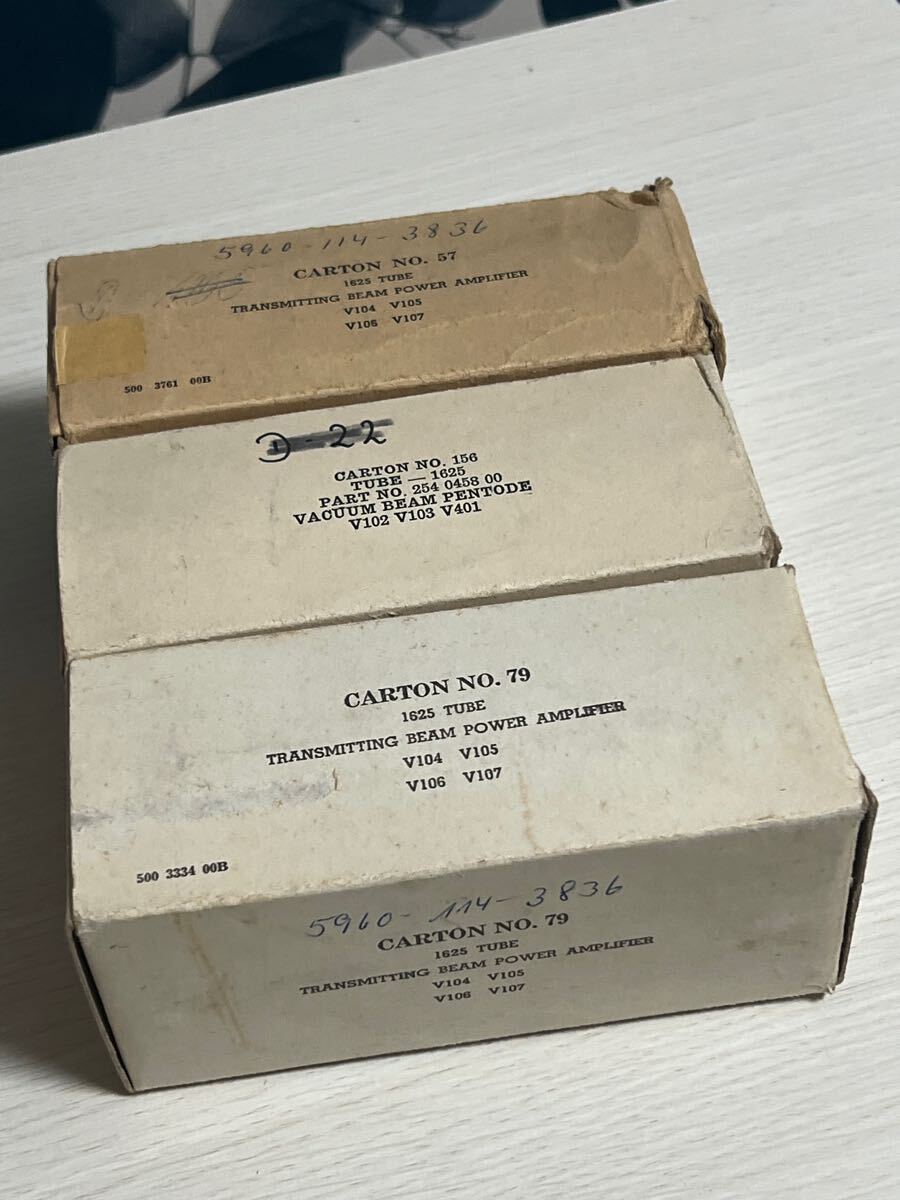 5960-114-3836
CARTON NO. 57
1625 TUBE
TRANSMITTING BEAM POWER AMPLIFIER
V104 V105
V106 V107
500 3761 00B
D-22
CARTON NO. 156
TUBE — 1625
PART NO. 254 0458 00
VACUUM BEAM PENTODE
V102 V103 V401
CARTON NO. 79
1625 TUBE
TRANSMITTING BEAM POWER AMPLIFIER
V104 V105
V106 V107
500 3334 00B
5960-114-3836
CARTON NO. 79
1625 TUBE
TRANSMITTING BEAM POWER AMPLIFIER
V104 V105
V106 V107